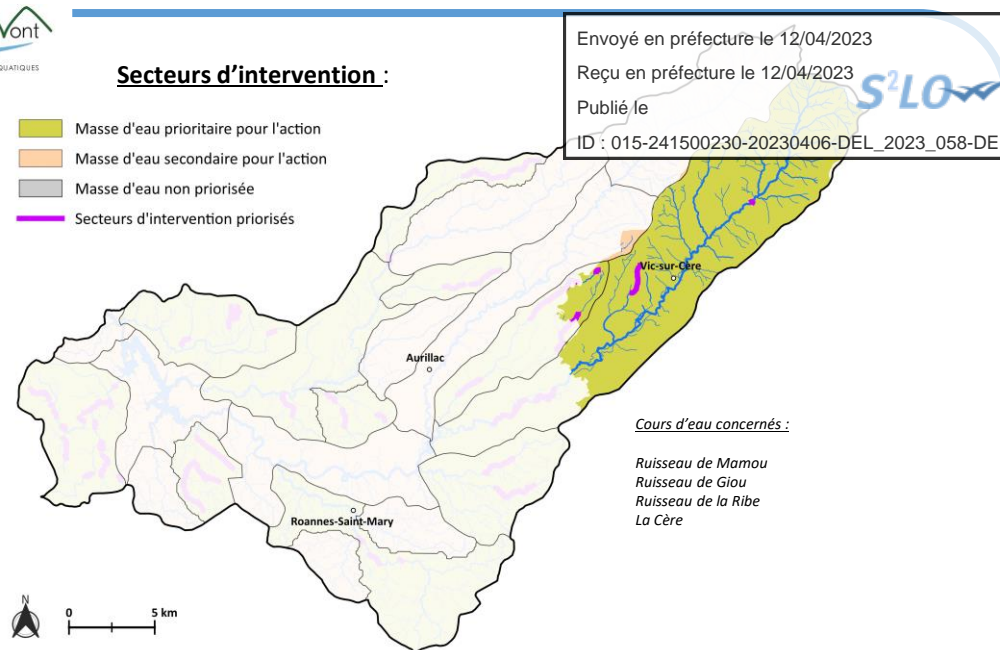 Vont
QUATIQUES
Envoyé en préfecture le 12/04/2023
Reçu en préfecture le 12/04/2023
Publié le
ID : 015-241500230-20230406-DEL_2023_058-DE
S²LOW
Secteurs d'intervention :
Masse d'eau prioritaire pour l'action
Masse d'eau secondaire pour l'action
Masse d'eau non priorisée
Secteurs d'intervention priorisés
Vic-sur-Cère
Aurillac
Roannes-Saint-Mary
Cours d'eau concernés :
Ruisseau de Mamou
Ruisseau de Giou
Ruisseau de la Ribe
La Cère
N
0 5 km